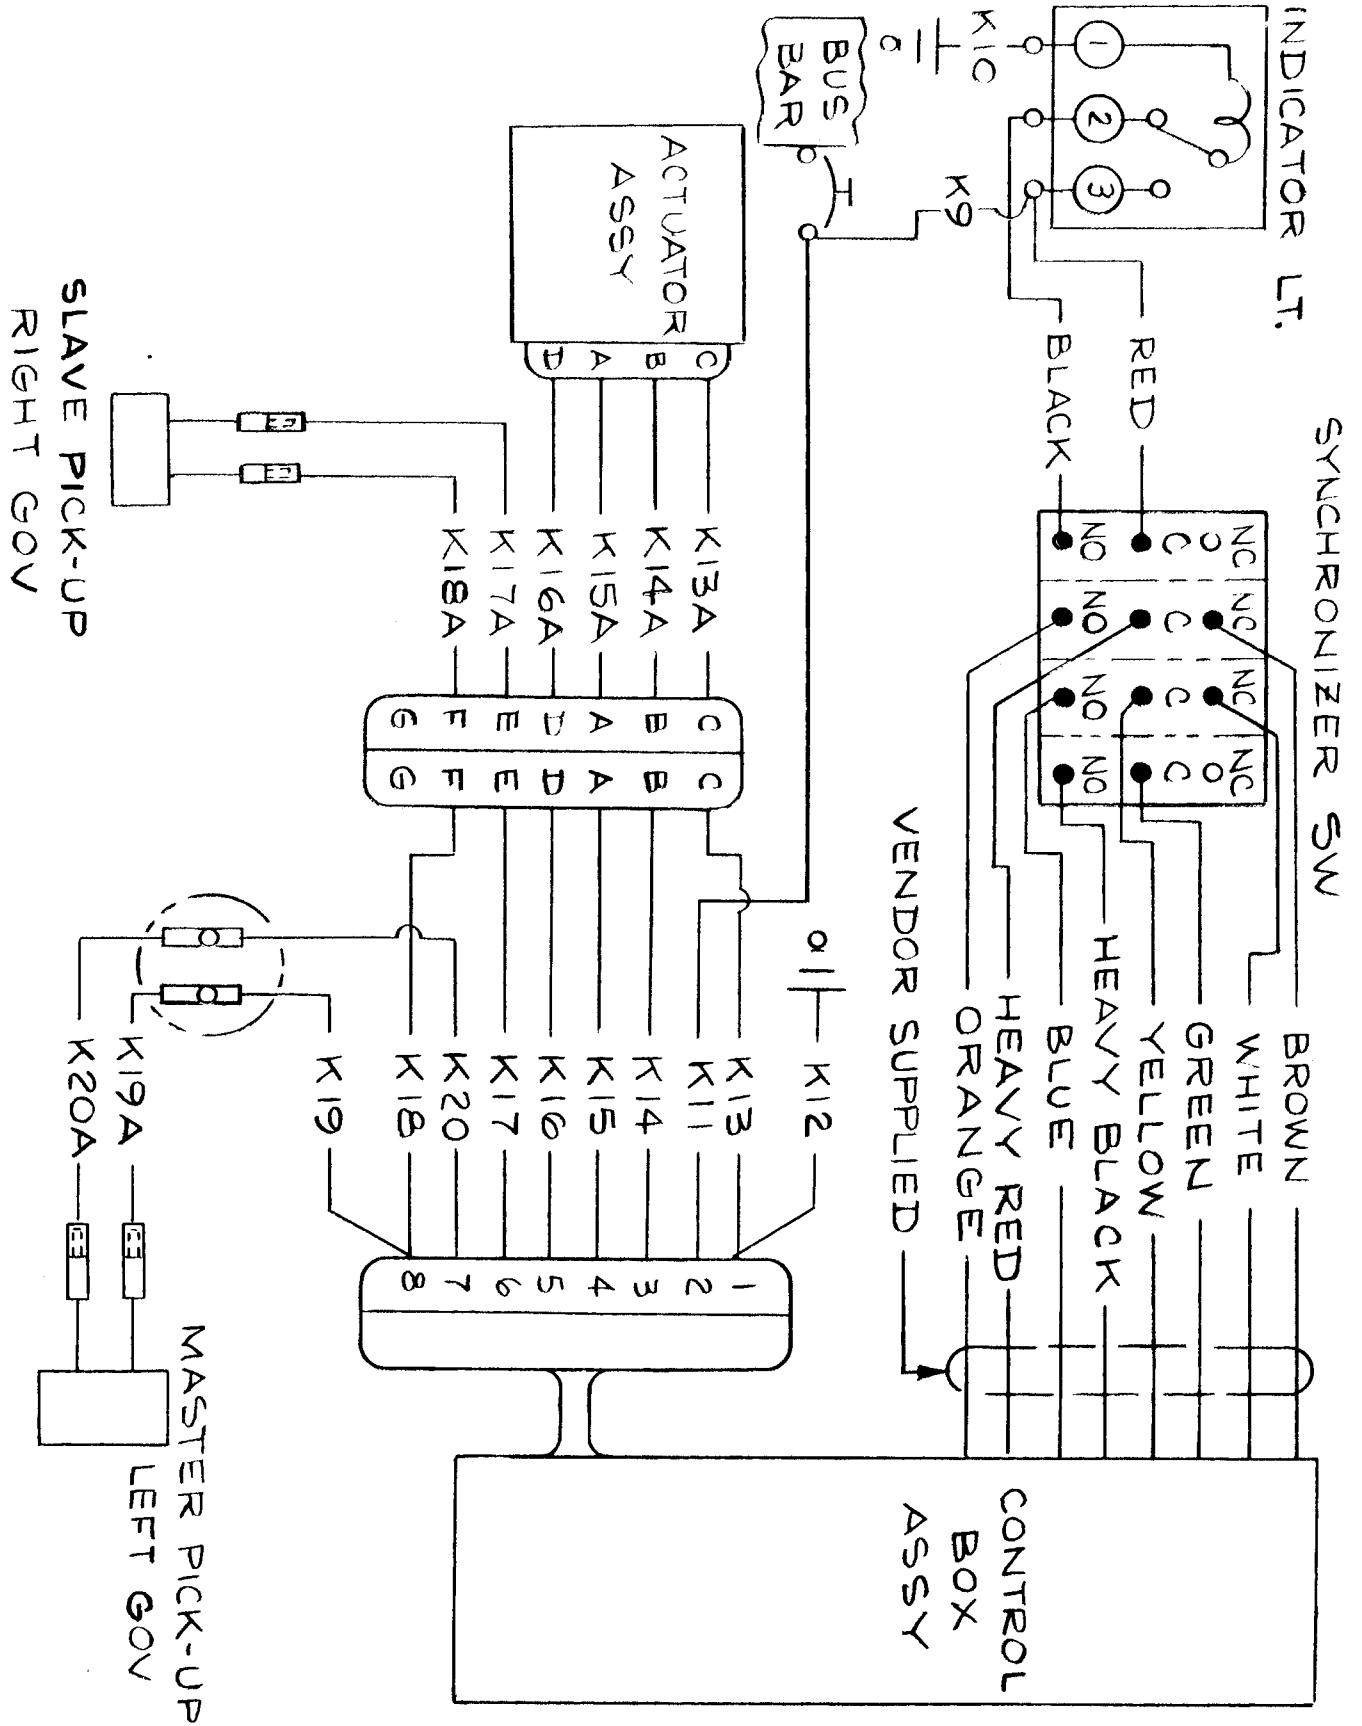 INDICATOR LT.
1
2
3
K10
K9
BUS
BAR
RED
BLACK
SYNCHRONIZER SW
NC
C
NO
NC
C
NO
NC
C
NO
NC
C
NO
BROWN
WHITE
GREEN
YELLOW
HEAVY BLACK
BLUE
HEAVY RED
ORANGE
VENDOR SUPPLIED
CONTROL
BOX
ASSY
ACTUATOR
ASSY
C
B
A
D
K13A
K14A
K15A
K16A
K17A
K18A
C
B
A
D
E
F
G
C
B
A
D
E
F
G
K12
K13
K11
K14
K15
K16
K17
K20
K18
K19
1
2
3
4
5
6
7
8
SLAVE PICK-UP
RIGHT GOV
K19A
K20A
MASTER PICK-UP
LEFT GOV